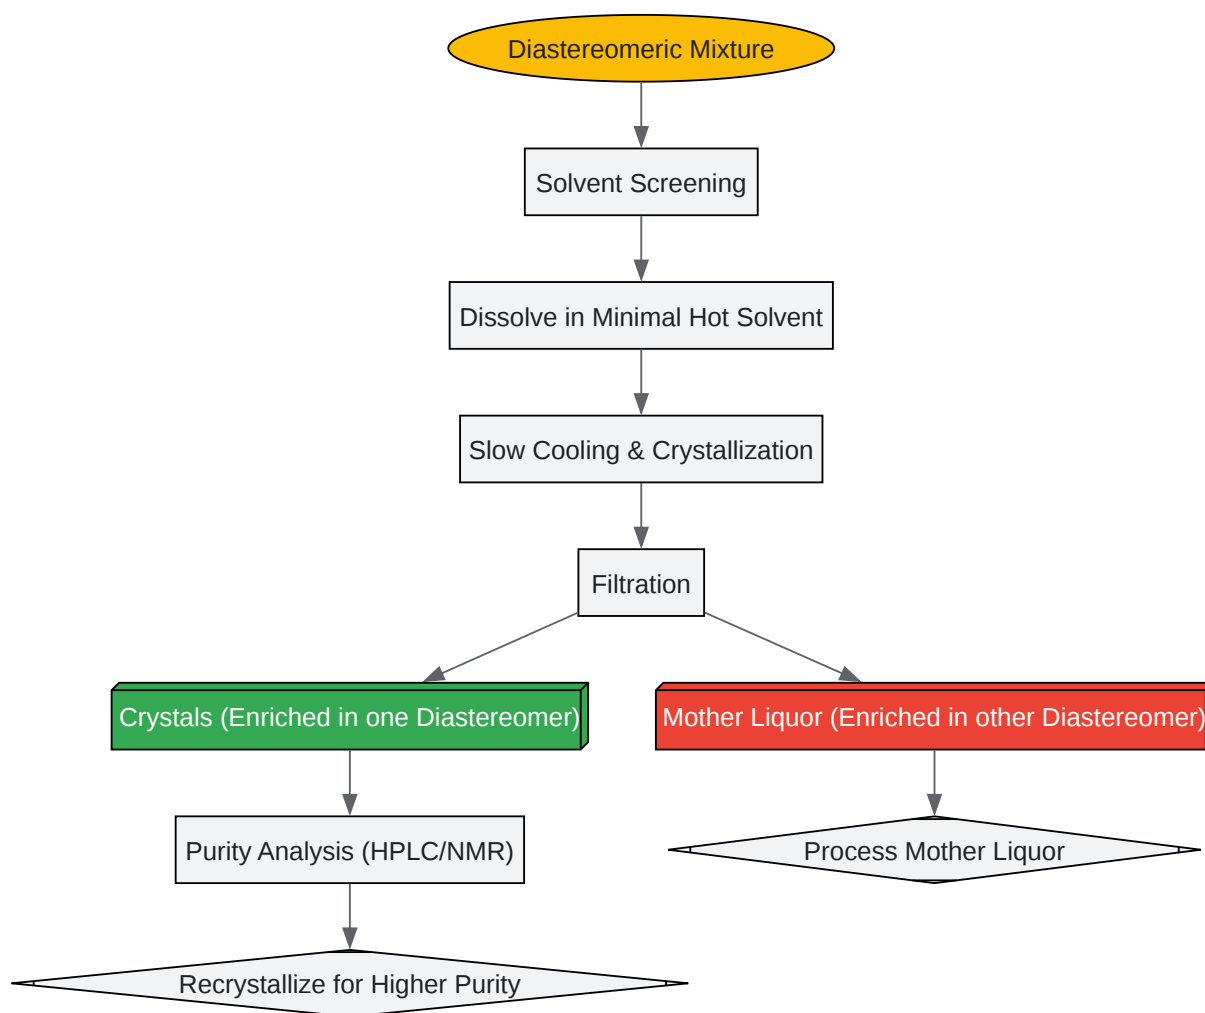 Diastereomeric Mixture
Solvent Screening
Dissolve in Minimal Hot Solvent
Slow Cooling & Crystallization
Filtration
Crystals (Enriched in one Diastereomer)
Mother Liquor (Enriched in other Diastereomer)
Purity Analysis (HPLC/NMR)
Process Mother Liquor
Recrystallize for Higher Purity